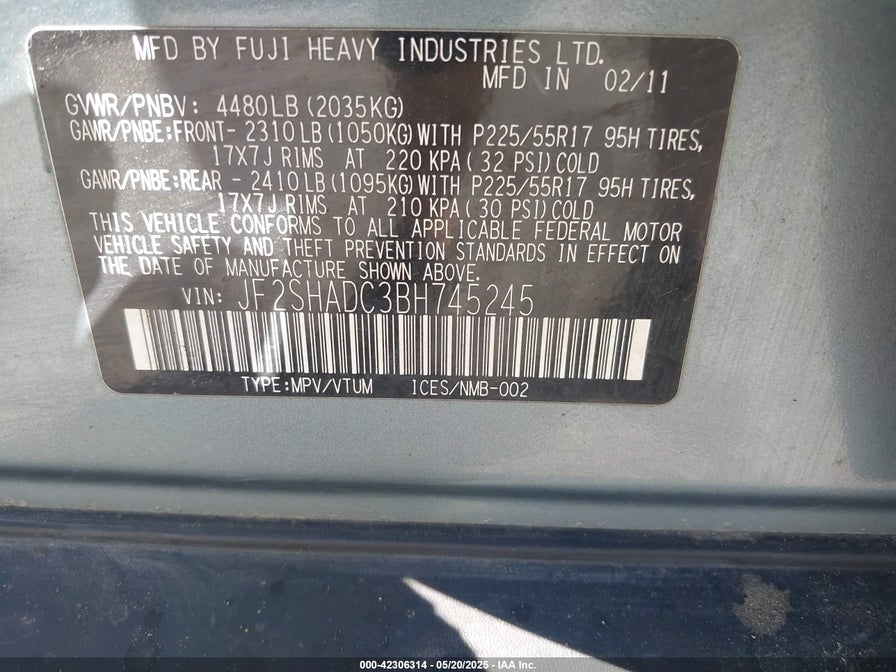 MFD BY FUJI HEAVY INDUSTRIES LTD.
MFD IN 02/11
GVWR/PNBV: 4480LB (2035KG)
GAWR/PNBE:FRONT- 2310LB (1050KG) WITH P225/55R17 95H TIRES,
17X7J RIMS AT 220 KPA ( 32 PSI) COLD
GAWR/PNBE:REAR - 2410LB (1095KG) WITH P225/55R17 95H TIRES,
17X7J RIMS AT 210 KPA ( 30 PSI) COLD
THIS VEHICLE CONFORMS TO ALL APPLICABLE FEDERAL MOTOR
VEHICLE SAFETY AND THEFT PREVENTION STANDARDS IN EFFECT ON
THE DATE OF MANUFACTURE SHOWN ABOVE.
VIN: JF2SHADC3BH745245
TYPE:MPV/VTUM ICES/NMB-002
000-42306314 — 05/20/2025 - IAA Inc.